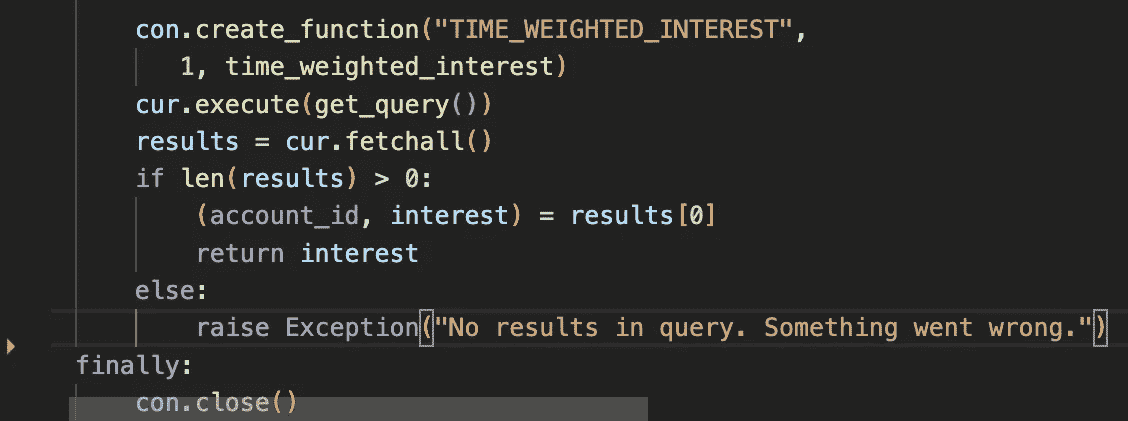 con.create_function("TIME_WEIGHTED_INTEREST",
1, time_weighted_interest)
cur.execute(get_query())
results = cur.fetchall()
if len(results) > 0:
(account_id, interest) = results[0]
return interest
else:
raise Exception("No results in query. Something went wrong.")
finally:
con.close()